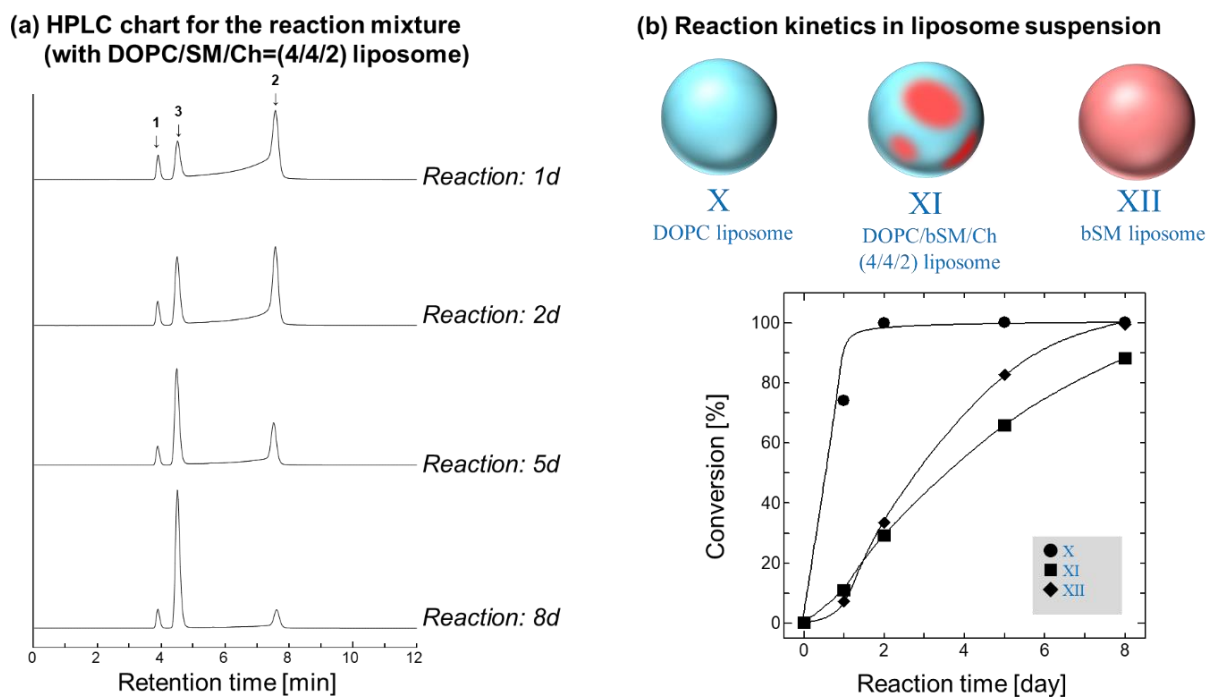 (a) HPLC chart for the reaction mixture
(with DOPC/SM/Ch=(4/4/2) liposome)
1
3
2
↓
↓
↓
Reaction: 1d
Reaction: 2d
Reaction: 5d
Reaction: 8d
0
2
4
6
8
10
12
Retention time [min]
(b) Reaction kinetics in liposome suspension
X
DOPC liposome
XI
DOPC/bSM/Ch
(4/4/2) liposome
XII
bSM liposome
100
80
60
40
20
0
Conversion [%]
X
XI
XII
0
2
4
6
8
Reaction time [day]